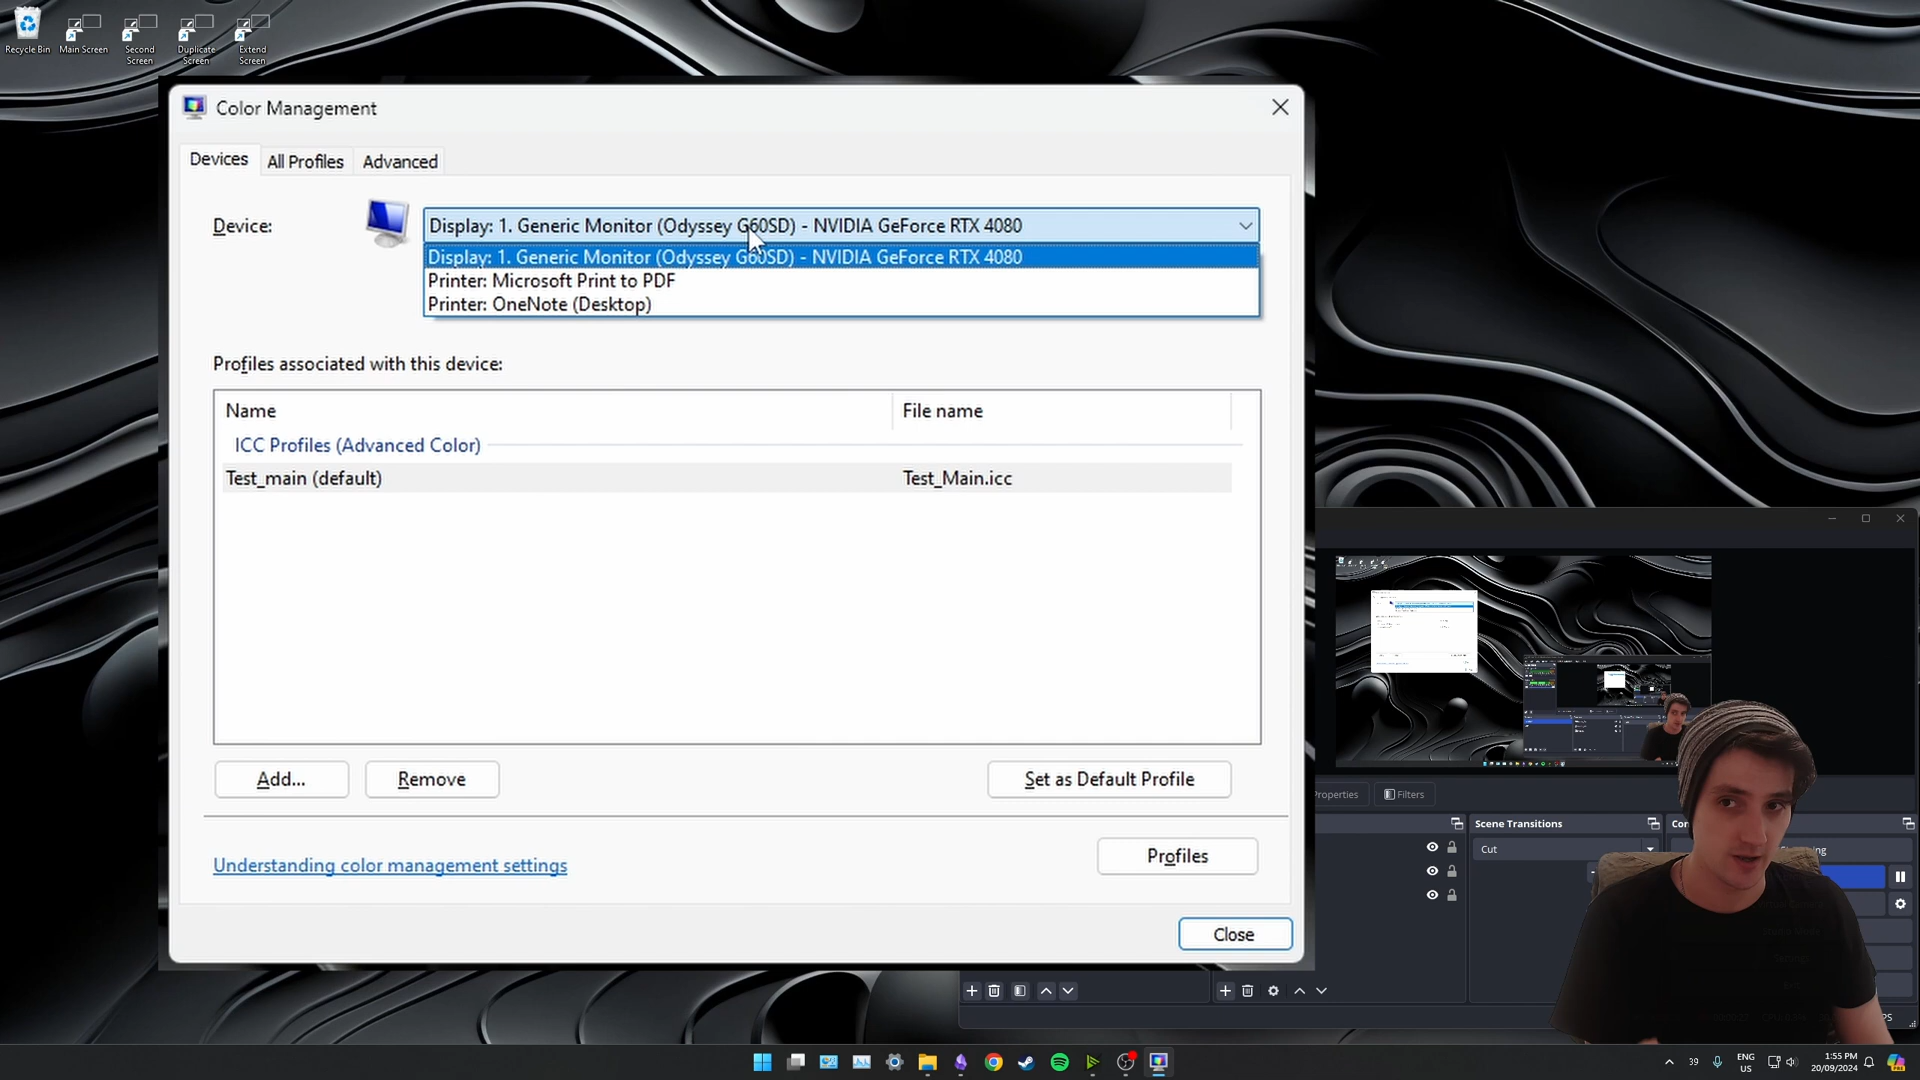 Recycle Bin
Main Screen
Second
Screen
Duplicate
Screen
Extend
Screen
Color Management
Devices
All Profiles
Advanced
Device:
Display: 1. Generic Monitor (Odyssey G60SD) - NVIDIA GeForce RTX 4080
Display: 1. Generic Monitor (Odyssey G60SD) - NVIDIA GeForce RTX 4080
Printer: Microsoft Print to PDF
Printer: OneNote (Desktop)
Profiles associated with this device:
Name
File name
ICC Profiles (Advanced Color)
Test_main (default)
Test_Main.icc
Add...
Remove
Set as Default Profile
Understanding color management settings
Profiles
Close
Properties
Filters
Scene Transitions
Cut
39
ENG
US
1:55 PM
20/09/2024